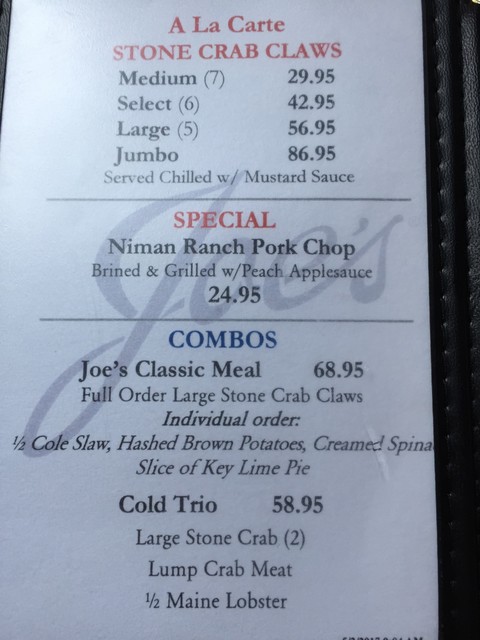 A La Carte
STONE CRAB CLAWS
Medium (7) 29.95
Select (6) 42.95
Large (5) 56.95
Jumbo 86.95
Served Chilled w/ Mustard Sauce
Joe's
SPECIAL
Niman Ranch Pork Chop
Brined & Grilled w/Peach Applesauce
24.95
COMBOS
Joe's Classic Meal 68.95
Full Order Large Stone Crab Claws
Individual order:
½ Cole Slaw, Hashed Brown Potatoes, Creamed Spina
Slice of Key Lime Pie
Cold Trio 58.95
Large Stone Crab (2)
Lump Crab Meat
½ Maine Lobster